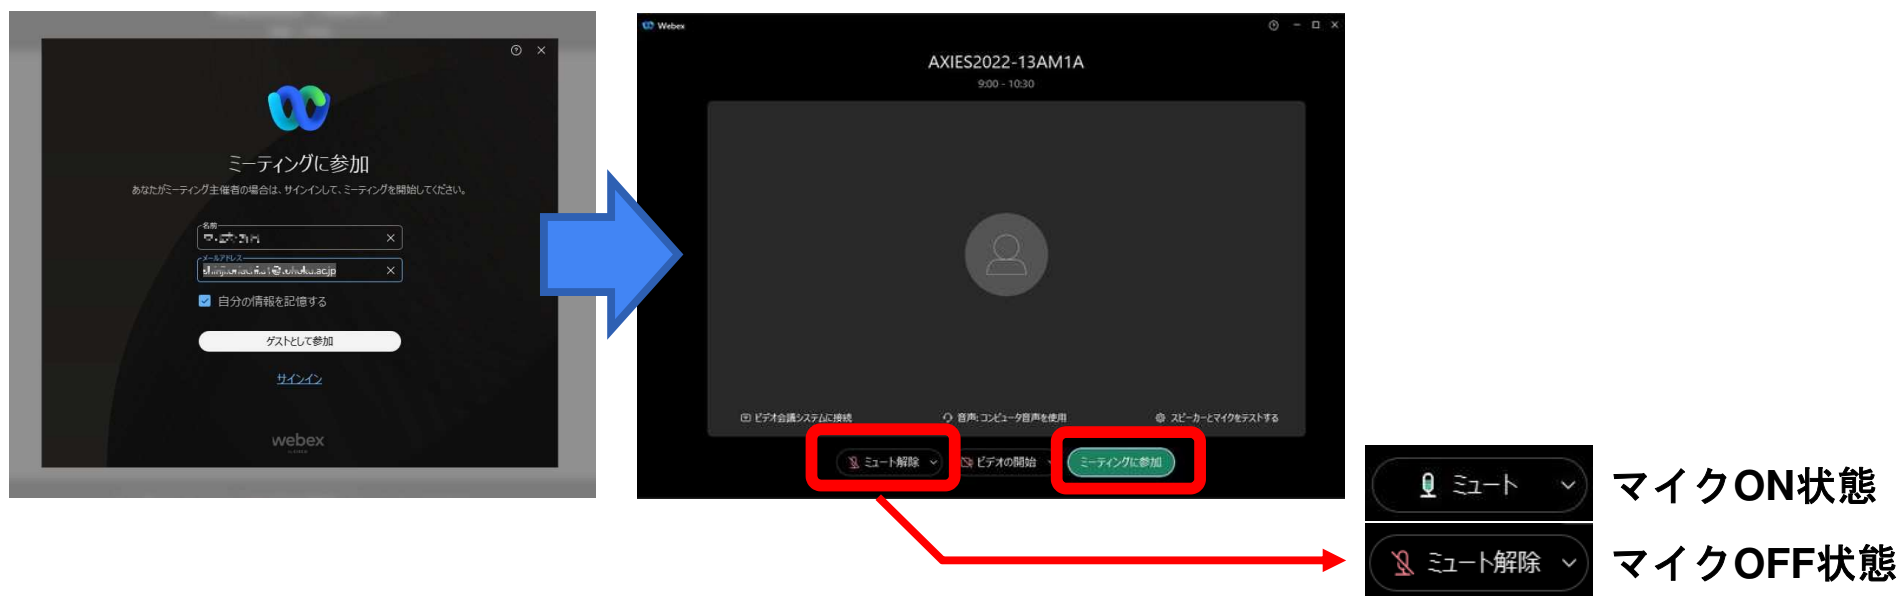 ミーティングに参加
あなたがミーティング主催者の場合は、サインインして、ミーティングを開始してください。
名前
メールアドレス
自分の情報を記憶する
ゲストとして参加
サインイン
webex
Webex
AXIES2022-13AM1A
9:00 - 10:30
ビデオ会議システムに接続
音声: コンピュータ音声を使用
スピーカーとマイクをテストする
ミュート解除
ビデオの開始
ミーティングに参加
ミュート
マイクON状態
ミュート解除
マイクOFF状態